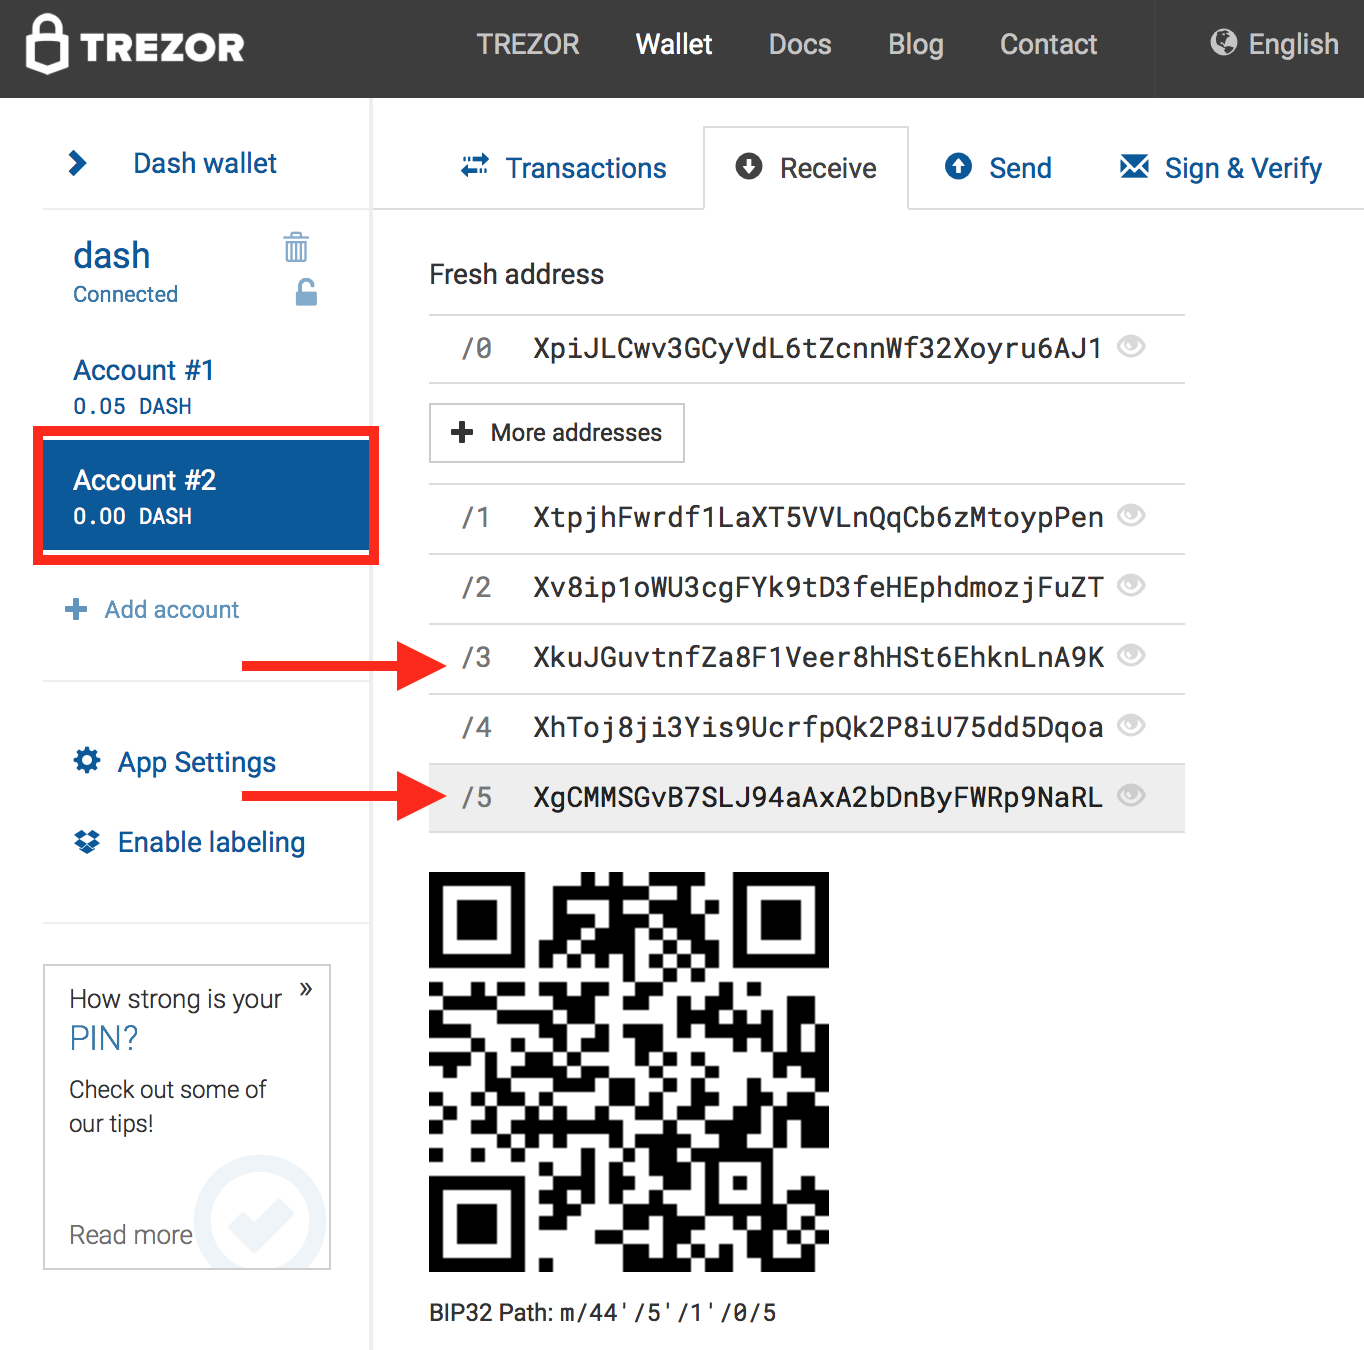 TREZOR
TREZOR Wallet Docs Blog Contact English
Dash wallet
Transactions Receive Send Sign & Verify
dash
Connected
Account #1
0.05 DASH
Account #2
0.00 DASH
Add account
App Settings
Enable labeling
How strong is your »
PIN?
Check out some of
our tips!
Read more
Fresh address
/0 XpiJLCwv3GCyVdL6tZcnnWf32Xoyru6AJ1
More addresses
/1 XtpjhFwrdf1LaXT5VVLnQqCb6zMtoypPen
/2 Xv8ip1oWU3cgFYk9tD3feHEphdmozjFuZT
/3 XkuJGuvtnfZa8F1Veer8hHSt6EhknLnA9K
/4 XhToj8ji3Yis9UcrfpQk2P8iU75dd5Dqoa
/5 XgCMMSGvB7SLJ94aAxA2bDnByFWRp9NaRL
BIP32 Path: m/44'/5'/1'/0/5